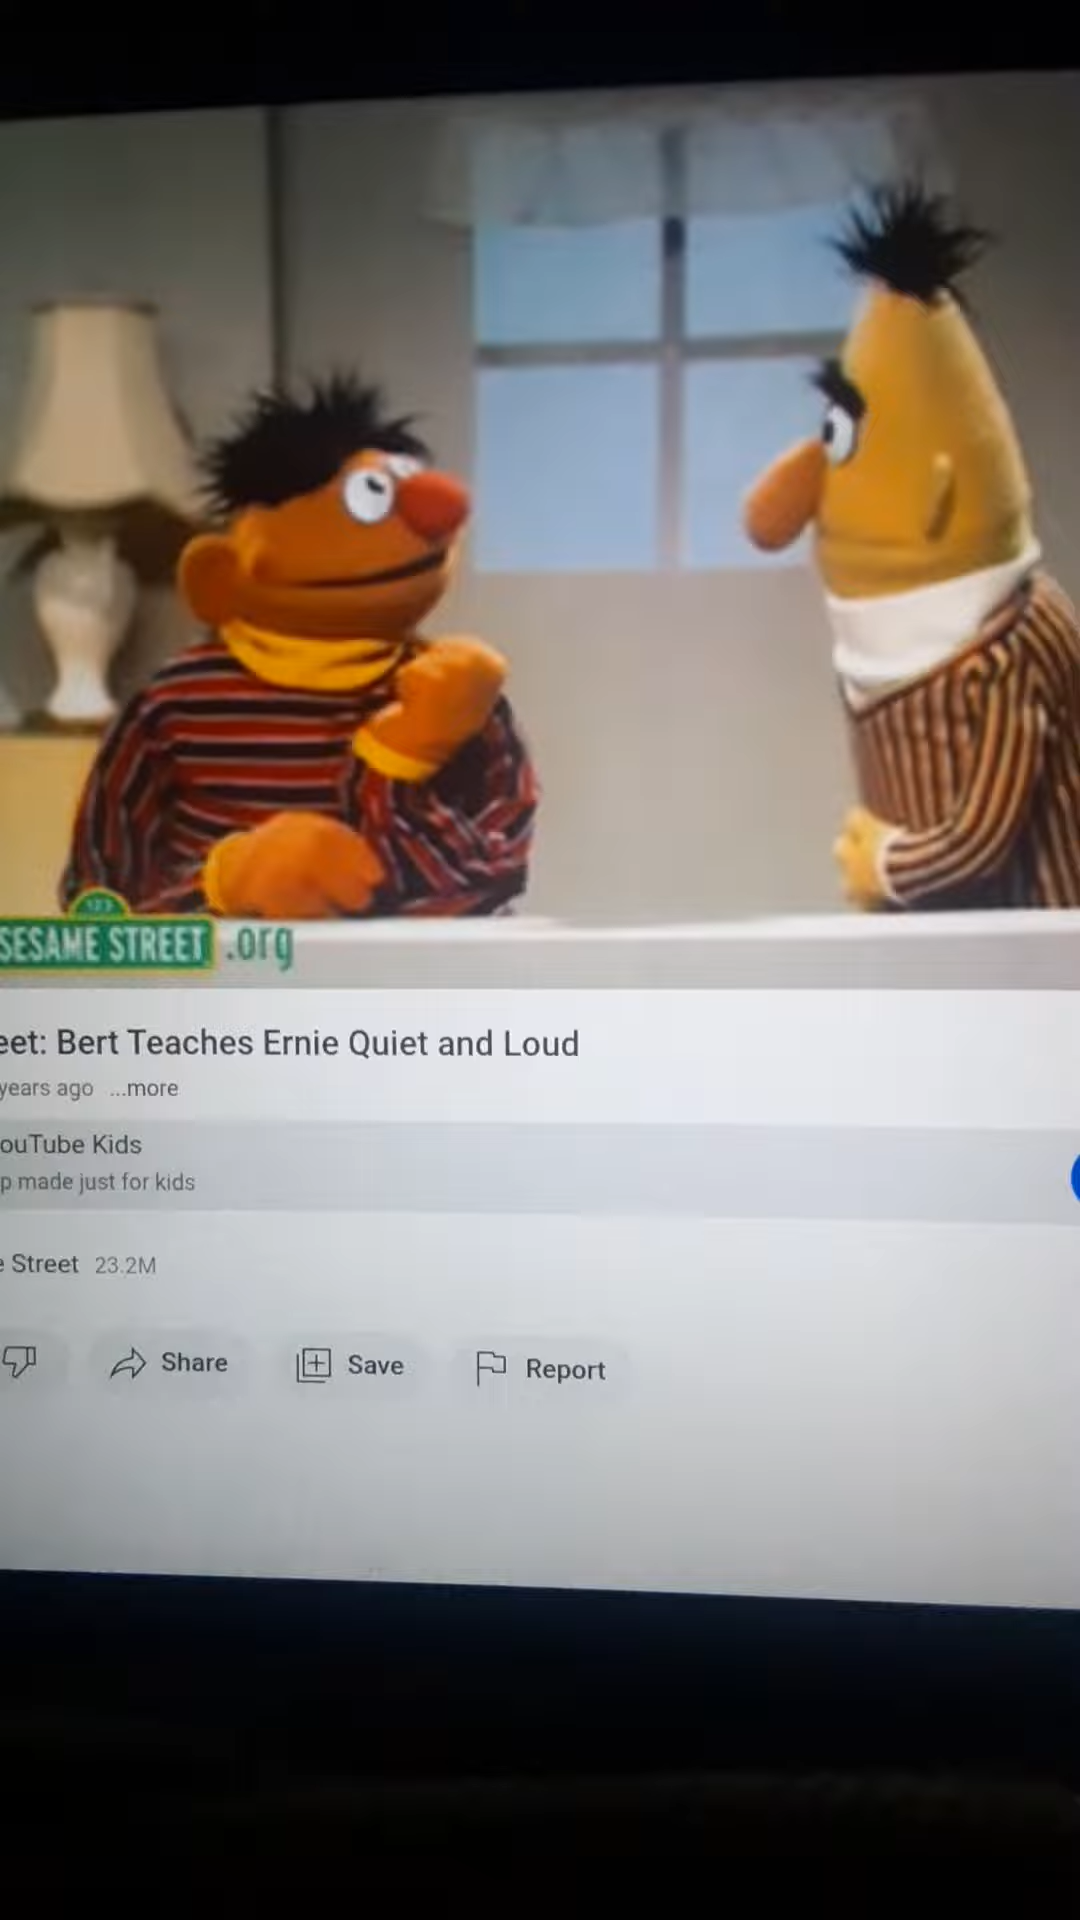 123
SESAME STREET .org
eet: Bert Teaches Ernie Quiet and Loud
years ago ...more
ouTube Kids
p made just for kids
e Street 23.2M
Share Save Report